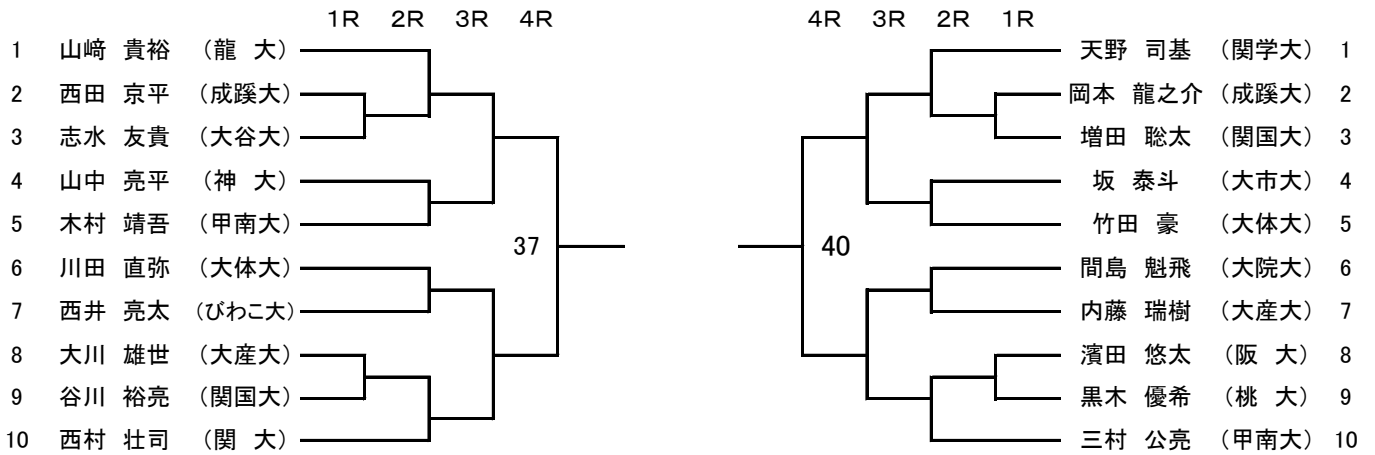 1R 2R 3R 4R 4R 3R 2R 1R
1 山﨑 貴裕 （龍 大） 天野 司基 （関学大） 1
2 西田 京平 （成蹊大） 岡本 龍之介 （成蹊大） 2
3 志水 友貴 （大谷大） 増田 聡太 （関国大） 3
4 山中 亮平 （神 大） 坂 泰斗 （大市大） 4
5 木村 靖吾 （甲南大） 竹田 豪 （大体大） 5
37 40
6 川田 直弥 （大体大） 間島 魁飛 （大院大） 6
7 西井 亮太 （びわこ大） 内藤 瑞樹 （大産大） 7
8 大川 雄世 （大産大） 濱田 悠太 （阪 大） 8
9 谷川 裕亮 （関国大） 黒木 優希 （桃 大） 9
10 西村 壮司 （関 大） 三村 公亮 （甲南大） 10